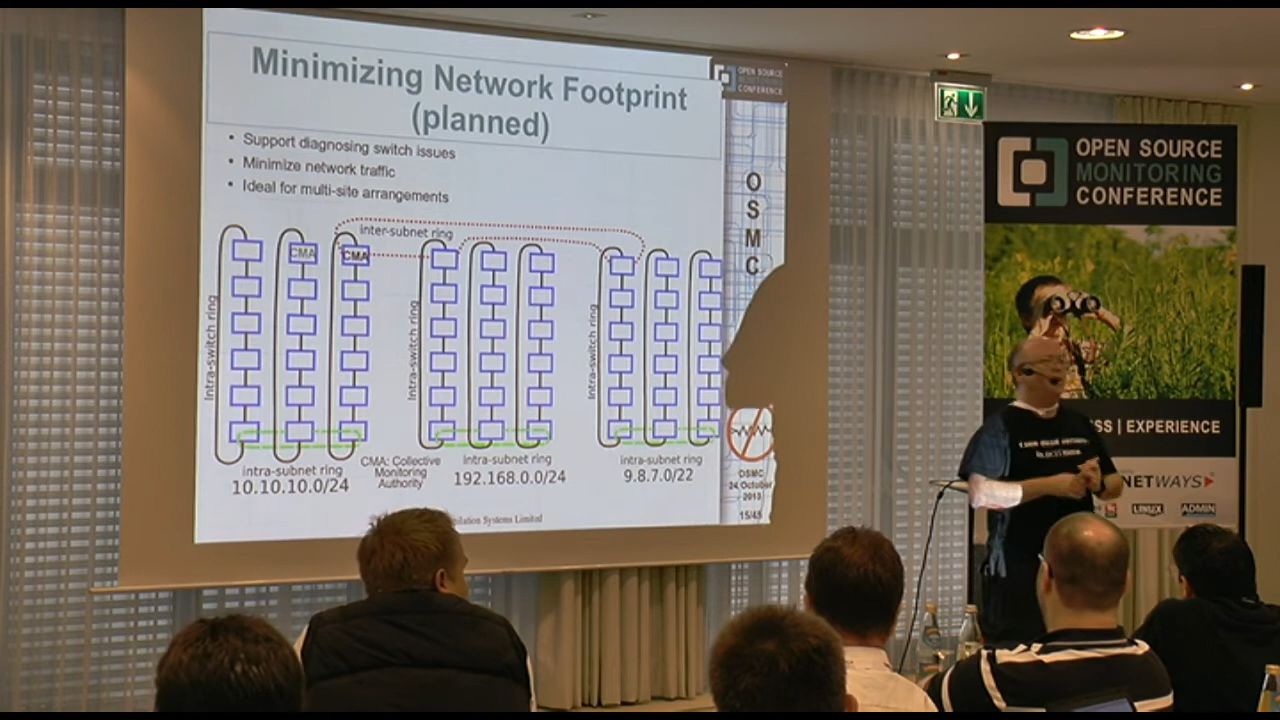 Minimizing Network Footprint
(planned)
• Support diagnosing switch issues
• Minimize network traffic
• Ideal for multi-site arrangements
inter-subnet ring
CMA
CMA
Intra-switch ring
Intra-switch ring
Intra-switch ring
intra-subnet ring
10.10.10.0/24
CMA: Collective
Monitoring
Authority
intra-subnet ring
192.168.0.0/24
intra-subnet ring
9.8.7.0/22
Systems Limited
OPEN SOURCE
MONITORING
CONFERENCE
O
S
M
C
OSMC
24 October
2013
15/45
OPEN SOURCE
MONITORING
CONFERENCE
SS | EXPERIENCE
NETWAYS
LINUX
ADMIN